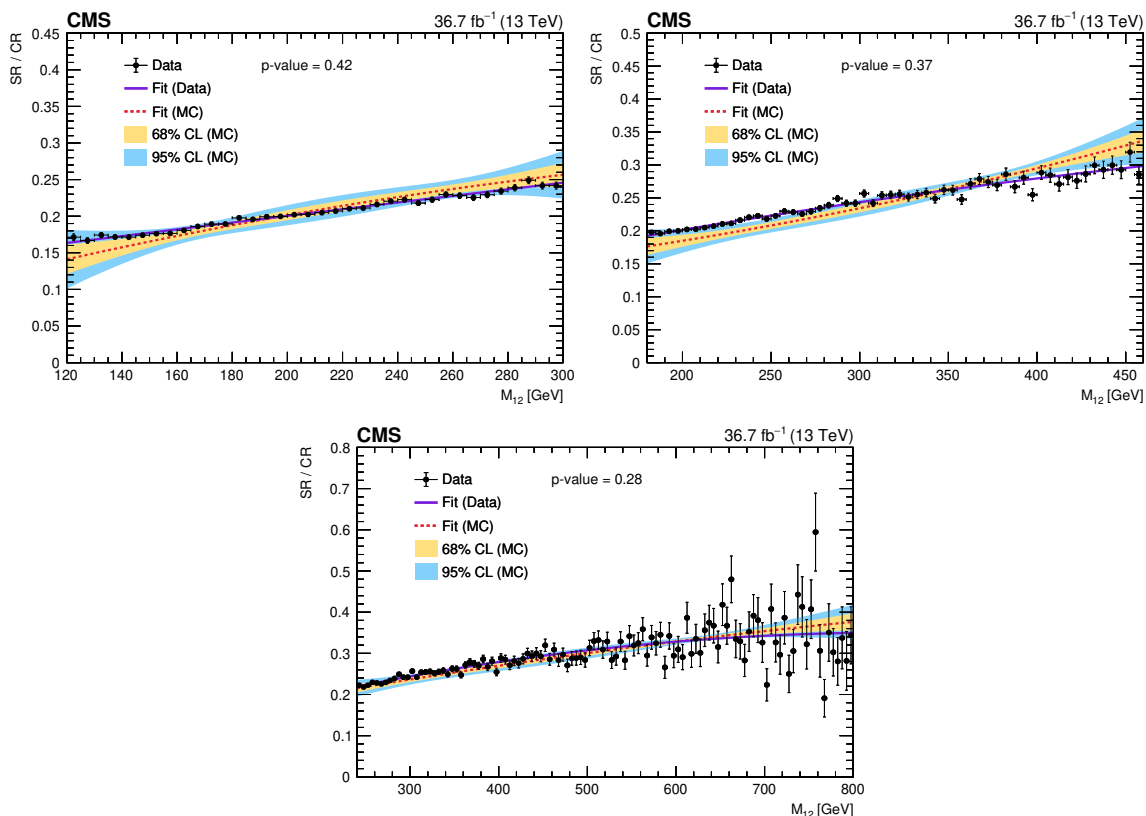 CMS 36.7 fb⁻¹ (13 TeV)
SR / CR
0.45
0.4
0.35
0.3
0.25
0.2
0.15
0.1
0.05
0
Data
Fit (Data)
Fit (MC)
68% CL (MC)
95% CL (MC)
p-value = 0.42
120 140 160 180 200 220 240 260 280 300
M₁₂ [GeV]
CMS 36.7 fb⁻¹ (13 TeV)
SR / CR
0.5
0.45
0.4
0.35
0.3
0.25
0.2
0.15
0.1
0.05
0
Data
Fit (Data)
Fit (MC)
68% CL (MC)
95% CL (MC)
p-value = 0.37
200 250 300 350 400 450
M₁₂ [GeV]
CMS 36.7 fb⁻¹ (13 TeV)
SR / CR
0.8
0.7
0.6
0.5
0.4
0.3
0.2
0.1
0
Data
Fit (Data)
Fit (MC)
68% CL (MC)
95% CL (MC)
p-value = 0.28
300 400 500 600 700 800
M₁₂ [GeV]